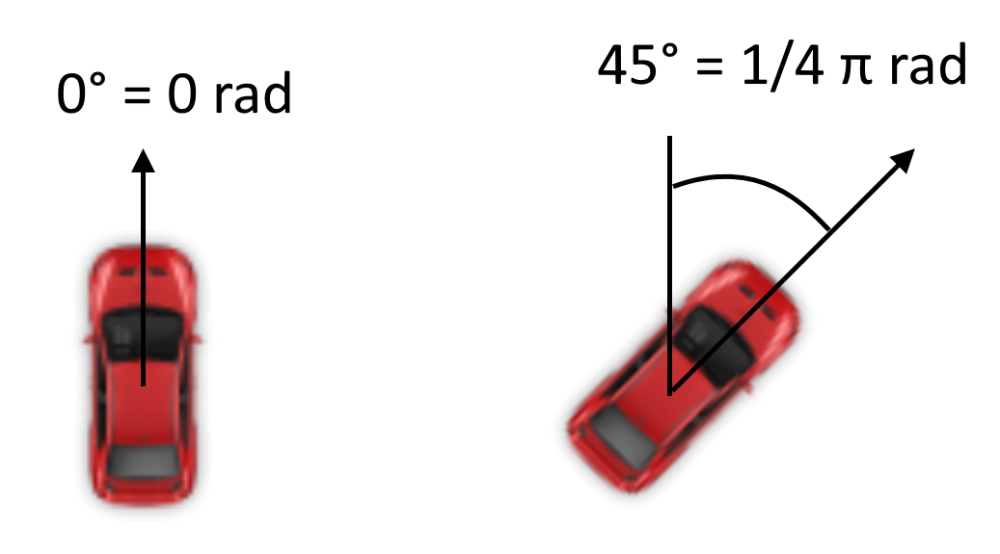 0° = 0 rad
45° = 1/4 π rad